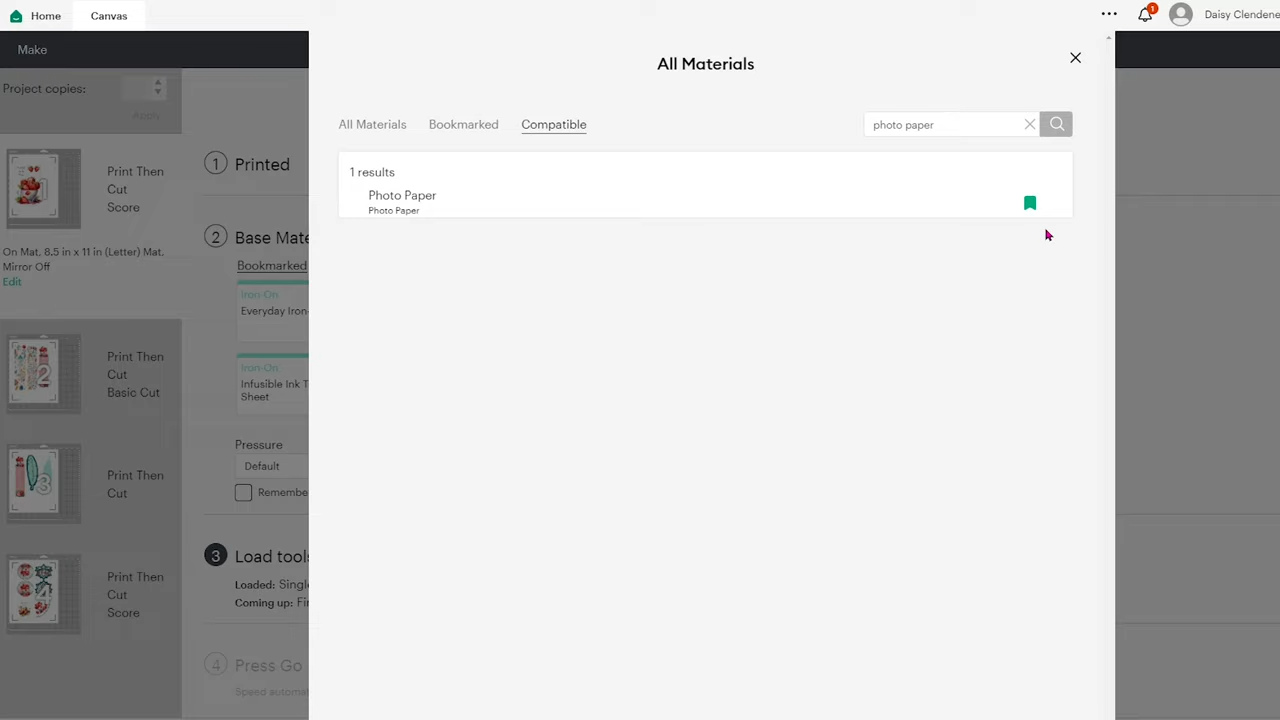 Home
Canvas
...
1
Daisy Clendene
Make
All Materials
Project copies:
Apply
All Materials
Bookmarked
Compatible
photo paper
1 results
Photo Paper
Photo Paper
1 Printed
Print Then
Cut
Score
2 Base Mate
Bookmarked
On Mat, 8.5 in x 11 in (Letter) Mat,
Mirror Off
Edit
Iron-On
Everyday Iron-
Iron-On
Infusible Ink T
Sheet
2
Print Then
Cut
Basic Cut
Pressure
Default
Remembe
3
Print Then
Cut
3 Load tools
Loaded: Singl
Coming up: Fi
4
Print Then
Cut
Score
4 Press Go
Speed automa